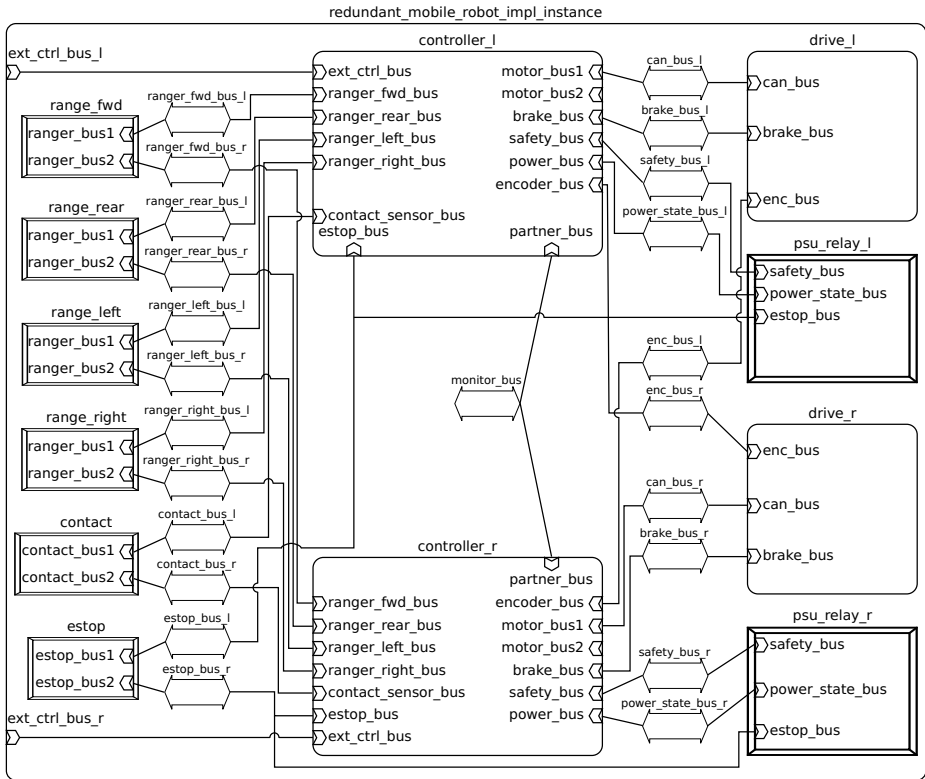 redundant_mobile_robot_impl_instance
ext_ctrl_bus_l
range_fwd
ranger_bus1
ranger_bus2
ranger_fwd_bus_l
ranger_fwd_bus_r
range_rear
ranger_bus1
ranger_bus2
ranger_rear_bus_l
ranger_rear_bus_r
range_left
ranger_bus1
ranger_bus2
ranger_left_bus_l
ranger_left_bus_r
range_right
ranger_bus1
ranger_bus2
ranger_right_bus_l
ranger_right_bus_r
contact
contact_bus1
contact_bus2
contact_bus_l
contact_bus_r
estop
estop_bus1
estop_bus2
estop_bus_l
estop_bus_r
ext_ctrl_bus_r
controller_l
ext_ctrl_bus
ranger_fwd_bus
ranger_rear_bus
ranger_left_bus
ranger_right_bus
contact_sensor_bus
estop_bus
motor_bus1
motor_bus2
brake_bus
safety_bus
power_bus
encoder_bus
partner_bus
monitor_bus
controller_r
partner_bus
ranger_fwd_bus
ranger_rear_bus
ranger_left_bus
ranger_right_bus
contact_sensor_bus
estop_bus
ext_ctrl_bus
encoder_bus
motor_bus1
motor_bus2
brake_bus
safety_bus
power_bus
can_bus_l
brake_bus_l
safety_bus_l
power_state_bus_l
enc_bus_l
enc_bus_r
can_bus_r
brake_bus_r
safety_bus_r
power_state_bus_r
drive_l
can_bus
brake_bus
enc_bus
psu_relay_l
safety_bus
power_state_bus
estop_bus
drive_r
enc_bus
can_bus
brake_bus
psu_relay_r
safety_bus
power_state_bus
estop_bus